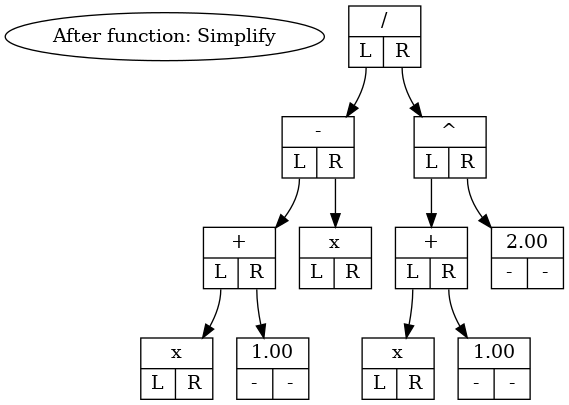 After function: Simplify
/
L R
-
L R
^
L R
+
L R
x
L R
+
L R
2.00
- -
x
L R
1.00
- -
x
L R
1.00
- -